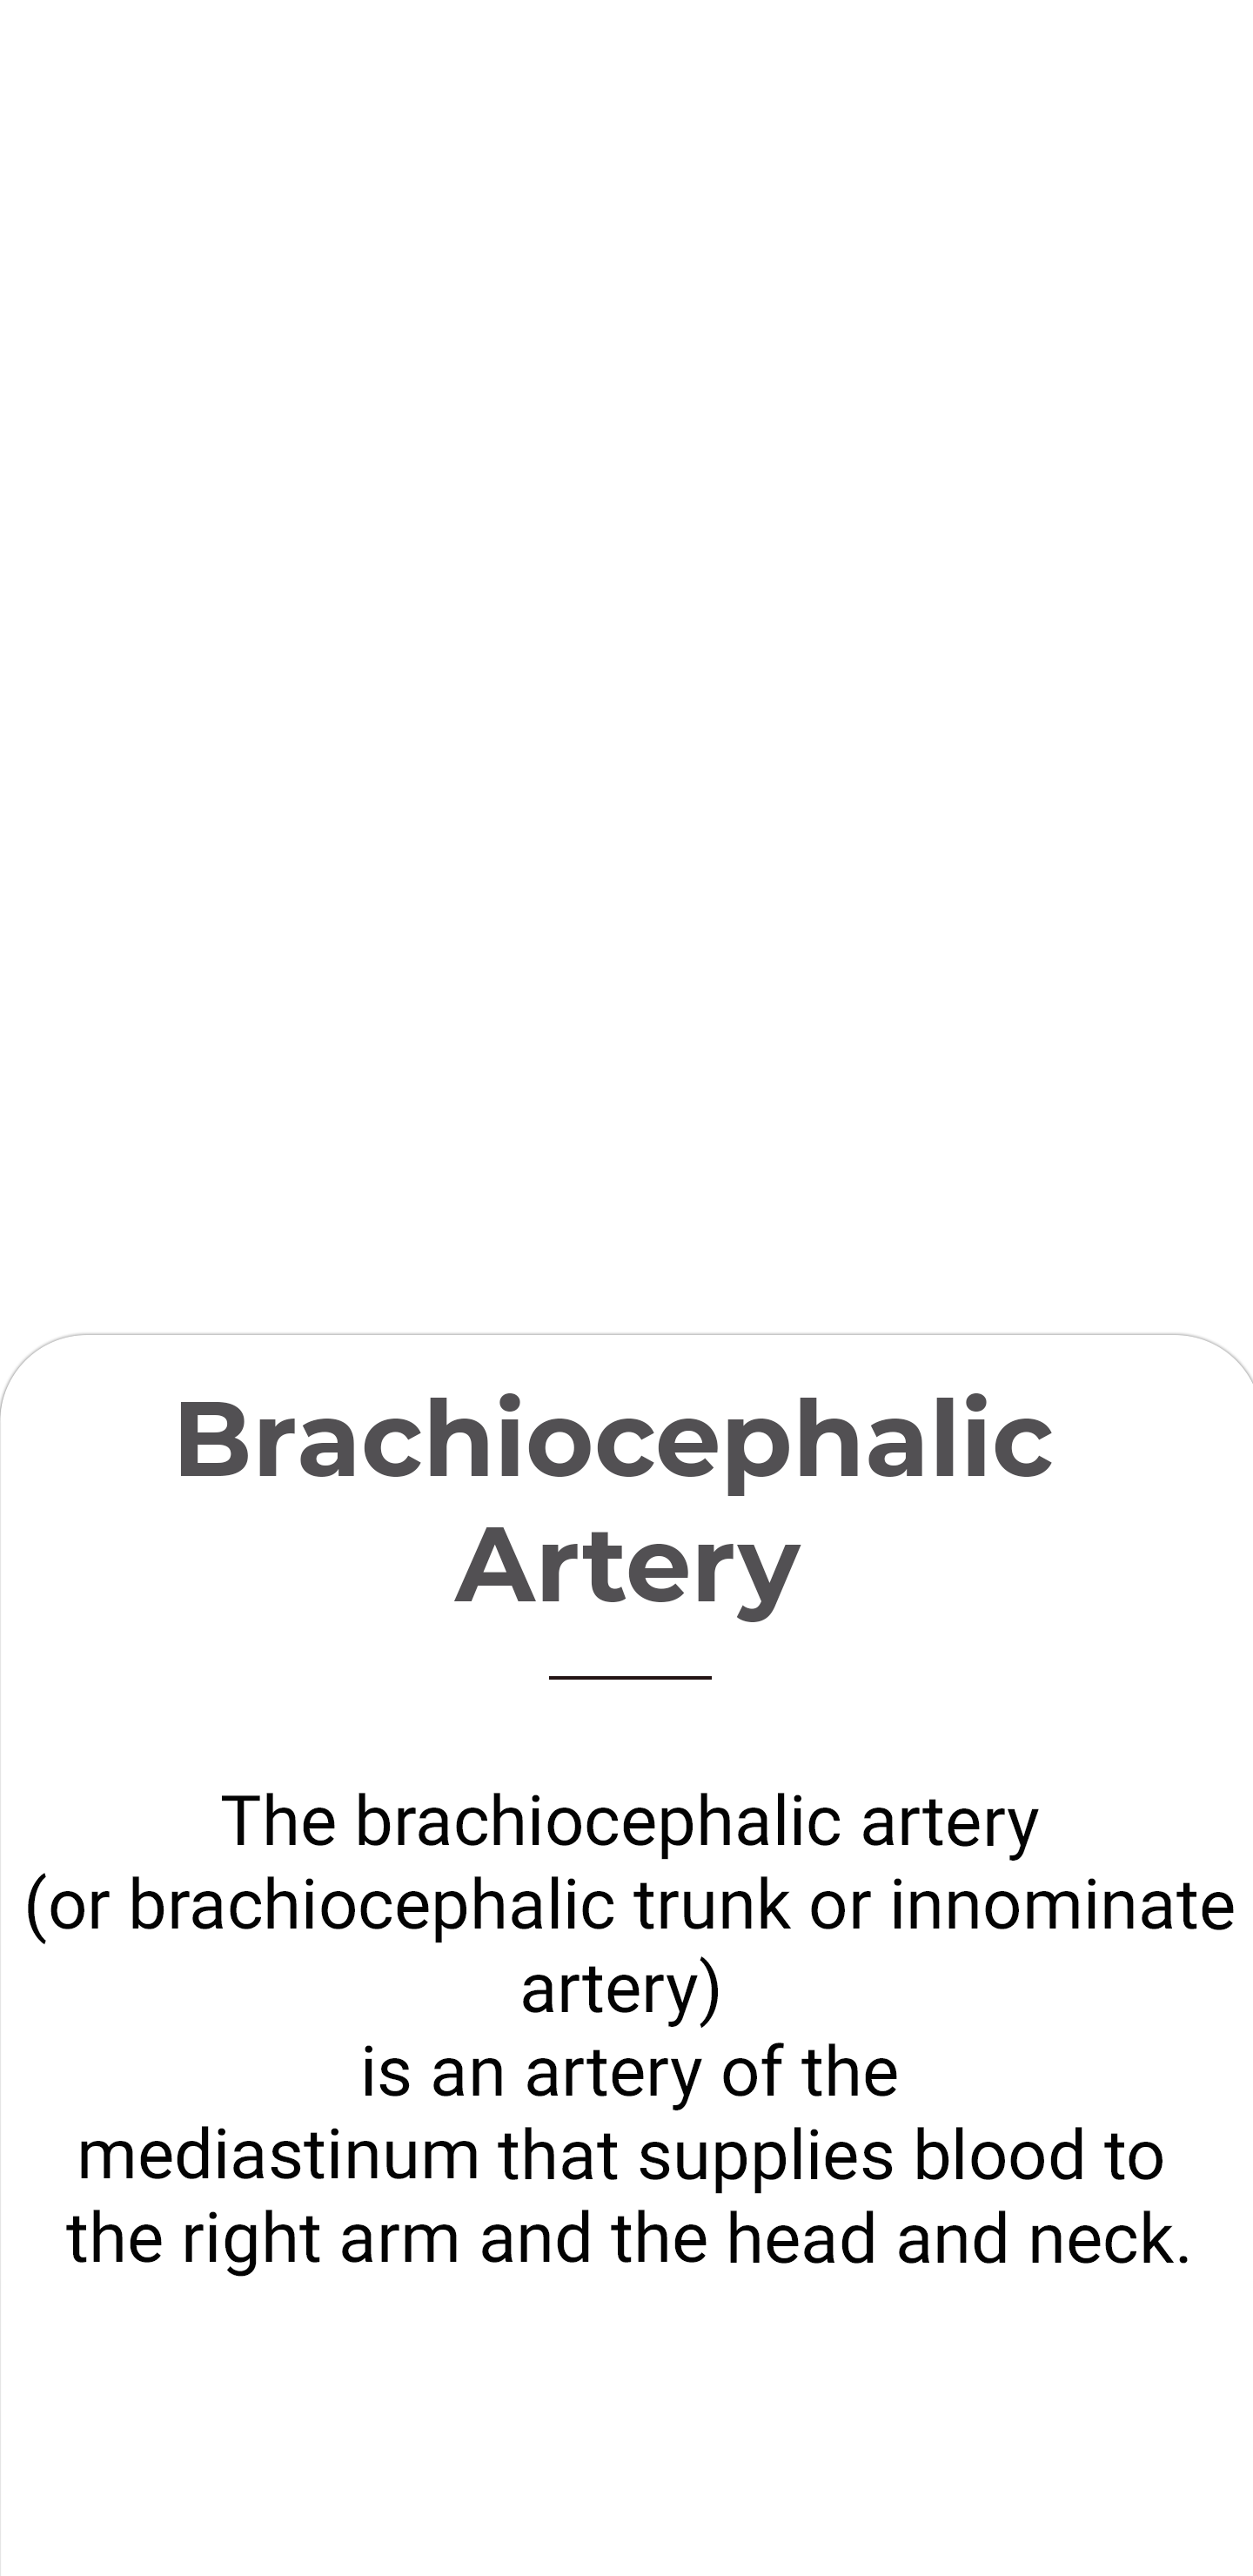 Brachiocephalic
Artery
The brachiocephalic artery
(or brachiocephalic trunk or innominate
artery)
is an artery of the
mediastinum that supplies blood to
the right arm and the head and neck.